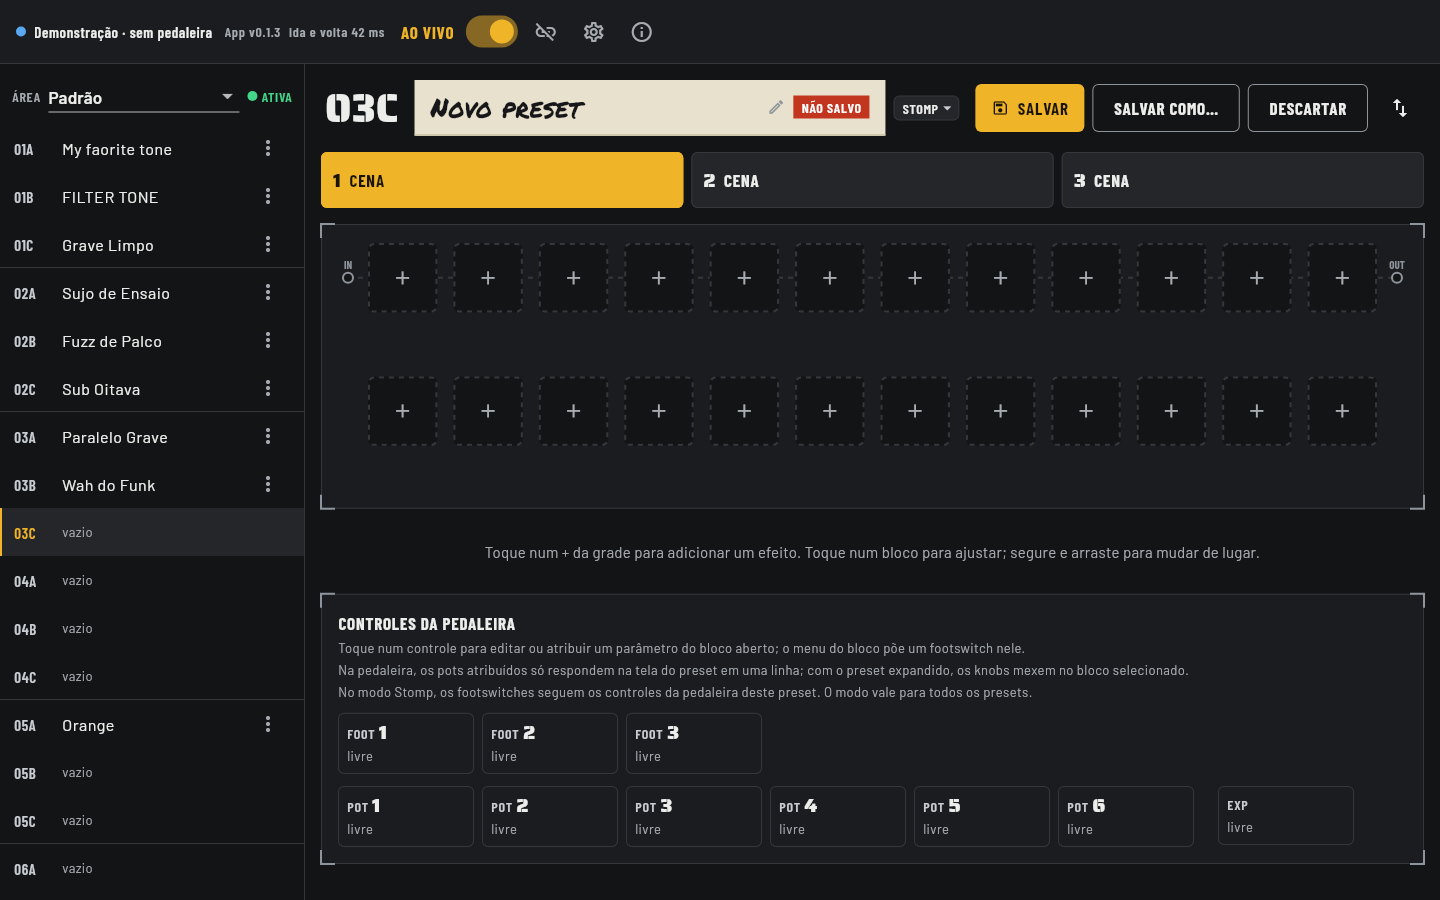 Demonstração · sem pedaleira App v0.1.3 Ida e volta 42 ms AO VIVO
ÁREA Padrão ATIVA
01A My faorite tone
01B FILTER TONE
01C Grave Limpo
02A Sujo de Ensaio
02B Fuzz de Palco
02C Sub Oitava
03A Paralelo Grave
03B Wah do Funk
03C vazio
04A vazio
04B vazio
04C vazio
05A Orange
05B vazio
05C vazio
06A vazio
03C Novo preset NÃO SALVO STOMP SALVAR SALVAR COMO... DESCARTAR
1 CENA 2 CENA 3 CENA
IN OUT
Toque num + da grade para adicionar um efeito. Toque num bloco para ajustar; segure e arraste para mudar de lugar.
CONTROLES DA PEDALEIRA
Toque num controle para editar ou atribuir um parâmetro do bloco aberto; o menu do bloco põe um footswitch nele.
Na pedaleira, os pots atribuídos só respondem na tela do preset em uma linha; com o preset expandido, os knobs mexem no bloco selecionado.
No modo Stomp, os footswitches seguem os controles da pedaleira deste preset. O modo vale para todos os presets.
FOOT 1 FOOT 2 FOOT 3
livre livre livre
POT 1 POT 2 POT 3 POT 4 POT 5 POT 6 EXP
livre livre livre livre livre livre livre